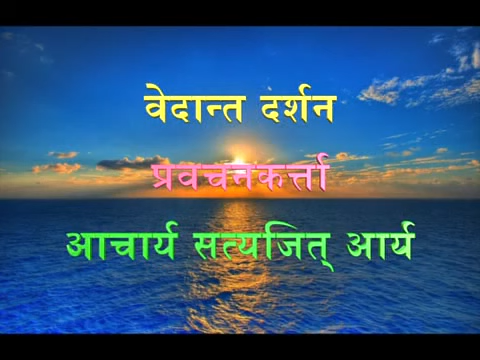 वेदान्त दर्शन
प्रवचनकर्त्ता
आचार्य सत्यजित् आर्य